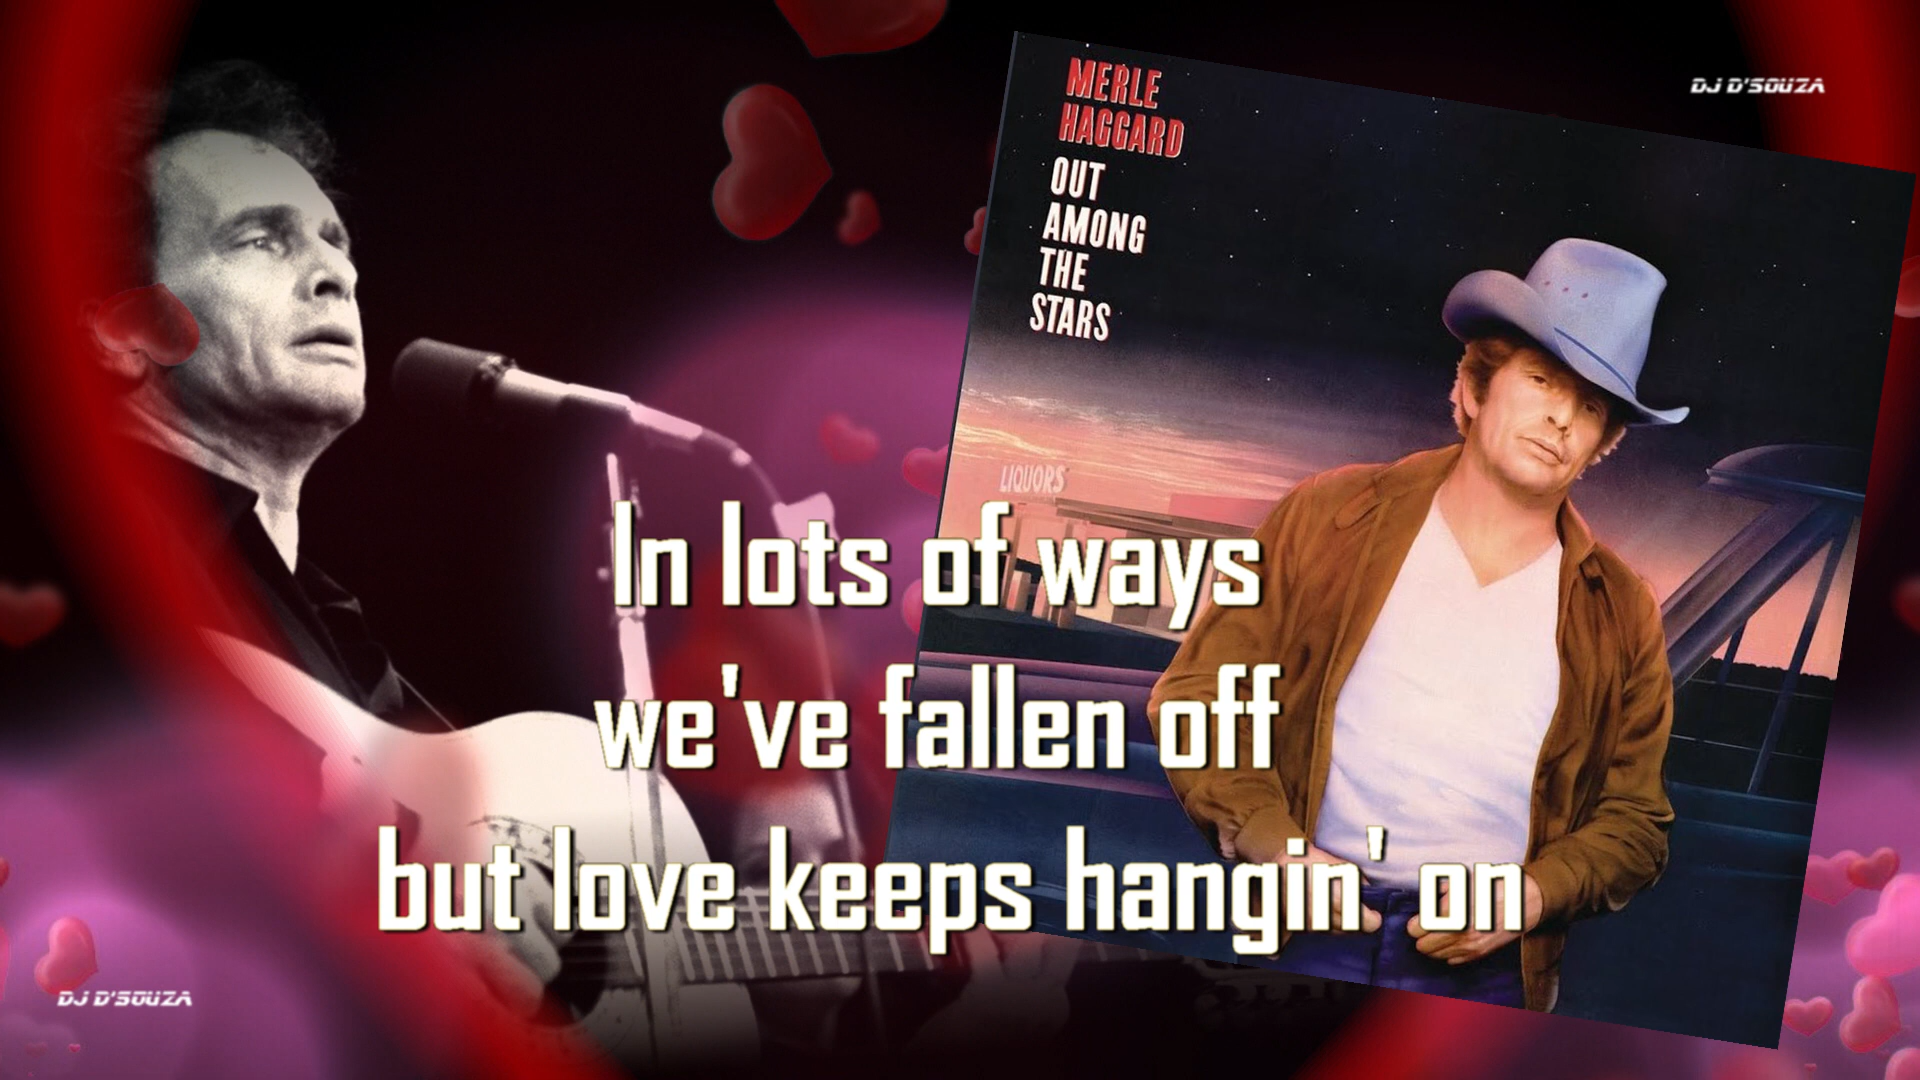 DJ D'SOUZA
MERLE
HAGGARD
OUT
AMONG
THE
STARS
LIQUORS
In lots of ways
we've fallen off
but love keeps hangin' on
DJ D'SOUZA